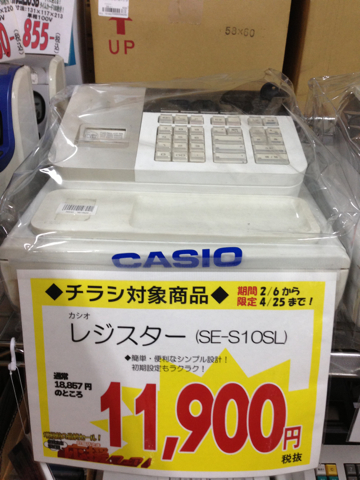 855
UP
50×60
CASIO
◆チラシ対象商品◆
期間 2/6から
限定 4/25まで!
カシオ
レジスター (SE-S10SL)
◆簡単・便利なシンプル設計!
初期設定もラクラク!
通常
18,857円
のところ
11,900円
税抜